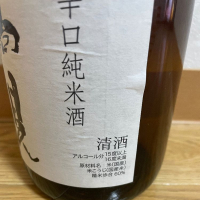 辛口純米酒
清酒
アルコール分15度以上
16度未満
原材料名 米(国産)
米こうじ(国産米)
精米歩合 60%